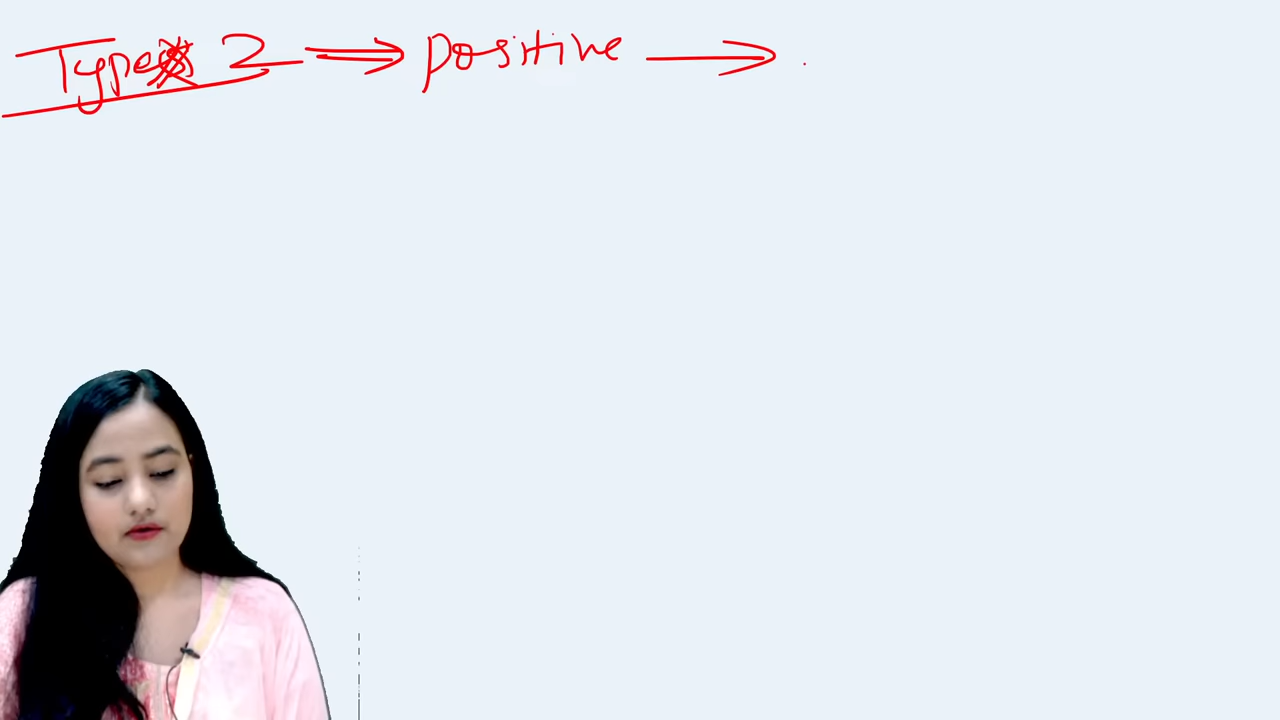 Type 2 ⟹ positive ⟶